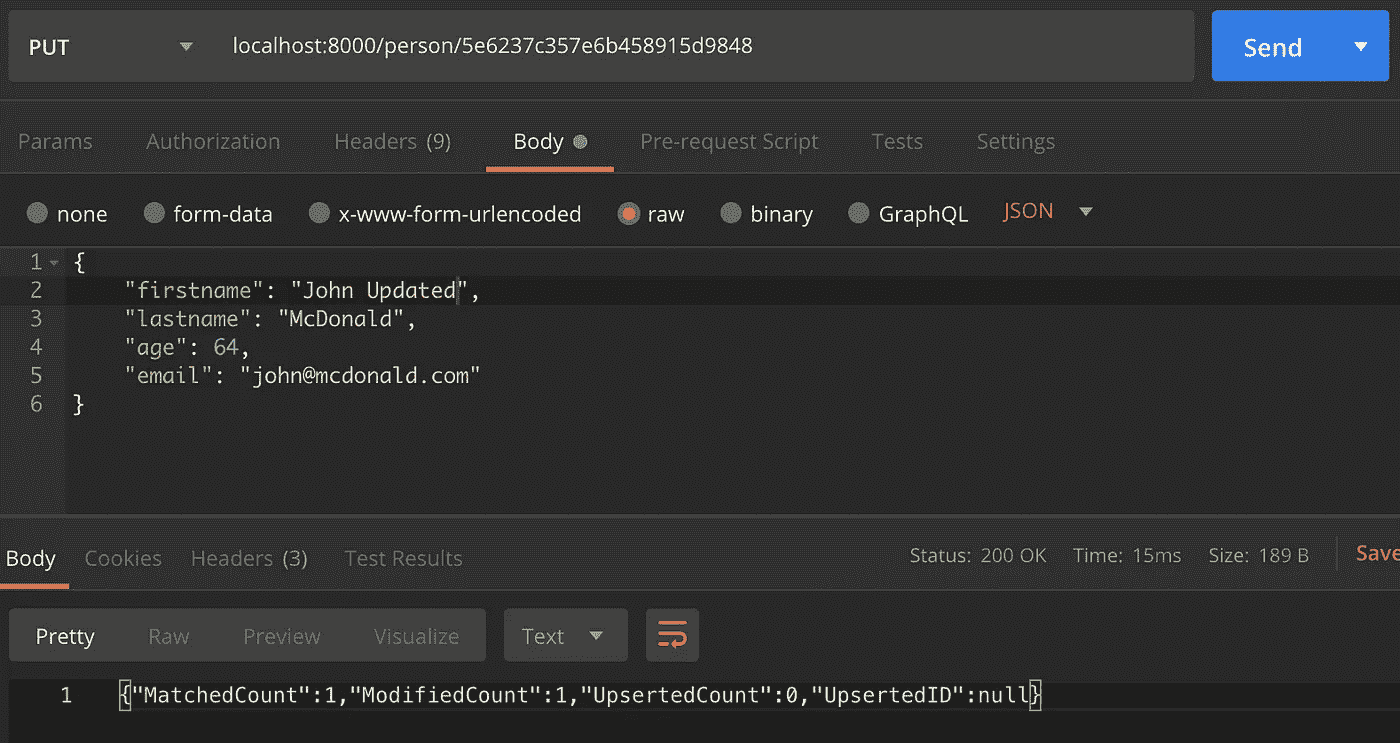 PUT localhost:8000/person/5e6237c357e6b458915d9848 Send
Params Authorization Headers (9) Body Pre-request Script Tests Settings
none form-data x-www-form-urlencoded raw binary GraphQL JSON
1 {
2 "firstname": "John Updated",
3 "lastname": "McDonald",
4 "age": 64,
5 "email": "john@mcdonald.com"
6 }
Body Cookies Headers (3) Test Results Status: 200 OK Time: 15ms Size: 189 B Save
Pretty Raw Preview Visualize Text
1 {"MatchedCount":1,"ModifiedCount":1,"UpsertedCount":0,"UpsertedID":null}